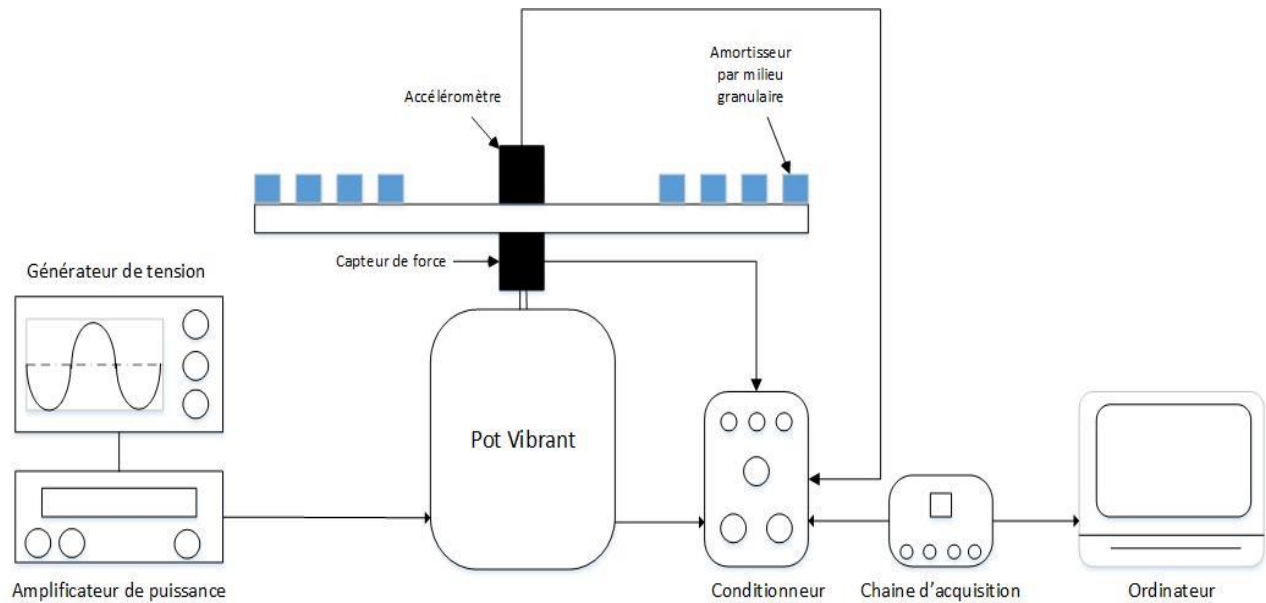 Amortisseur
par milieu
granulaire
Accéléromètre
Capteur de force
Générateur de tension
Pot Vibrant
Amplificateur de puissance
Conditionneur
Chaine d'acquisition
Ordinateur